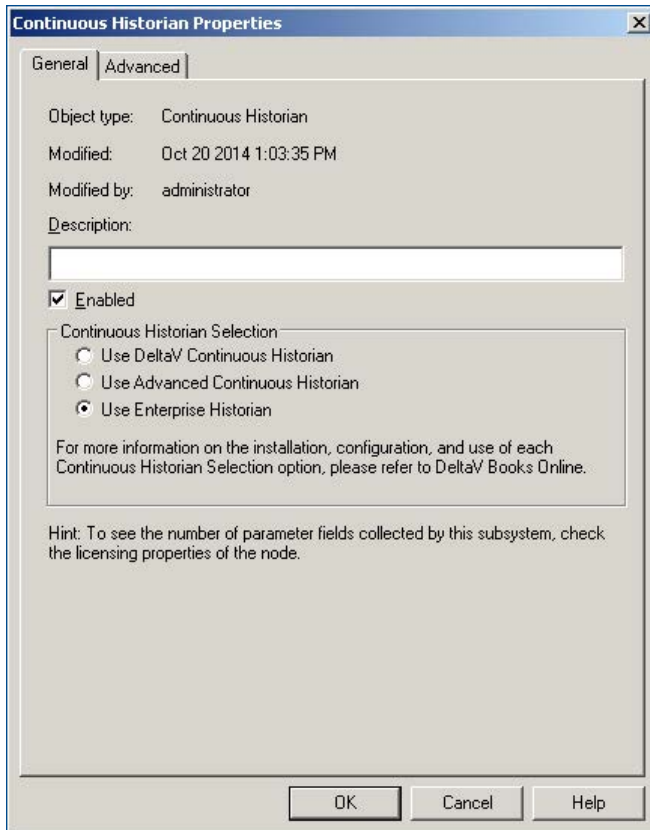 Continuous Historian Properties
General
Advanced
Object type: Continuous Historian
Modified: Oct 20 2014 1:03:35 PM
Modified by: administrator
Description:
Enabled
Continuous Historian Selection
Use DeltaV Continuous Historian
Use Advanced Continuous Historian
Use Enterprise Historian
For more information on the installation, configuration, and use of each
Continuous Historian Selection option, please refer to DeltaV Books Online.
Hint: To see the number of parameter fields collected by this subsystem, check
the licensing properties of the node.
OK
Cancel
Help